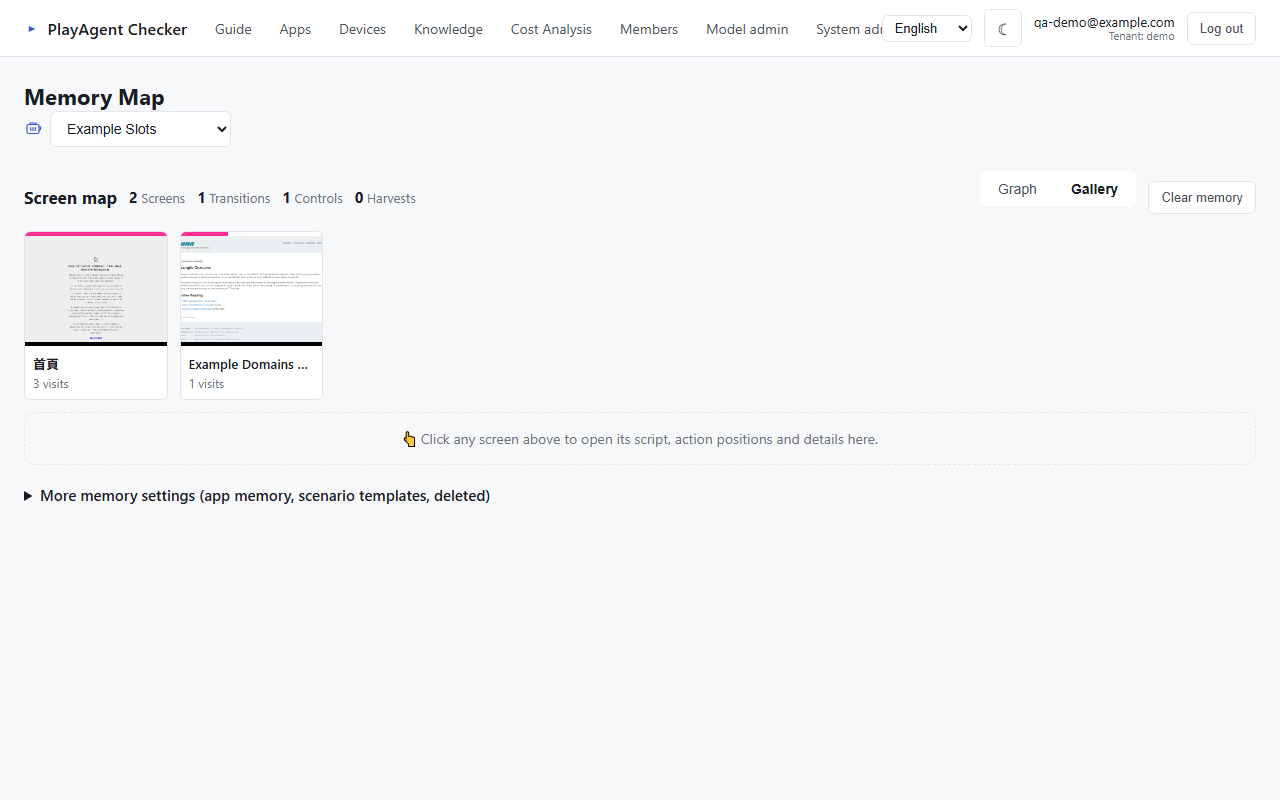 PlayAgent Checker
Guide
Apps
Devices
Knowledge
Cost Analysis
Members
Model admin
System adr
English
qa-demo@example.com
Tenant: demo
Log out
Memory Map
Example Slots
Screen map 2 Screens 1 Transitions 1 Controls 0 Harvests
Graph
Gallery
Clear memory
首頁
3 visits
Example Domains ...
1 visits
👆 Click any screen above to open its script, action positions and details here.
More memory settings (app memory, scenario templates, deleted)